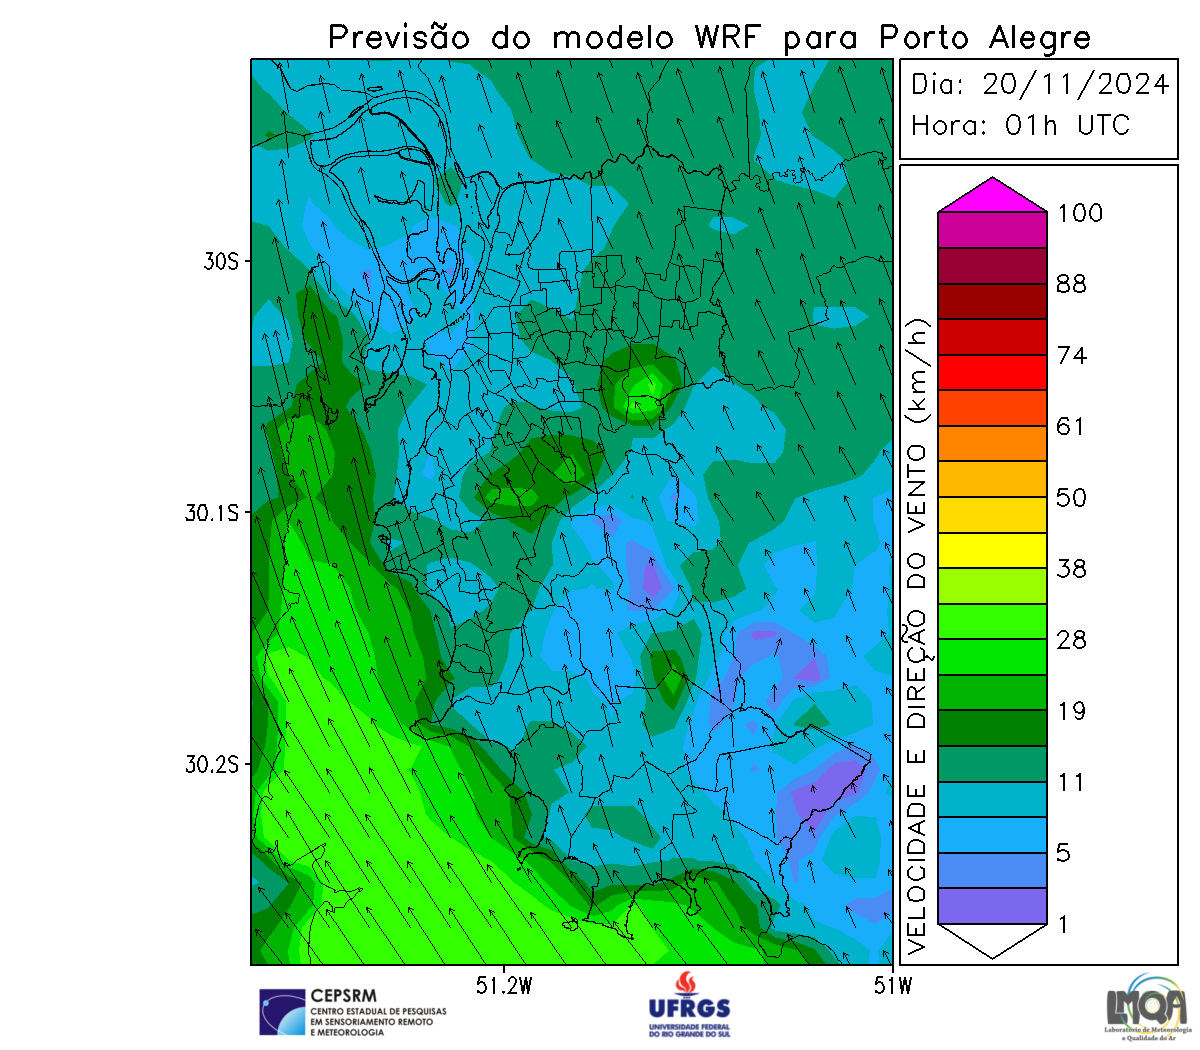 Previsão do modelo WRF para Porto Alegre
Dia: 20/11/2024
Hora: 01h UTC
30S
30.1S
30.2S
51.2W
51W
VELOCIDADE E DIREÇÃO DO VENTO (km/h)
100
88
74
61
50
38
28
19
11
5
1
CEPSRM
CENTRO ESTADUAL DE PESQUISAS
EM SENSORIAMENTO REMOTO
E METEOROLOGIA
UFRGS
UNIVERSIDADE FEDERAL
DO RIO GRANDE DO SUL
LMQA
Laboratório de Meteorologia
e Qualidade do Ar